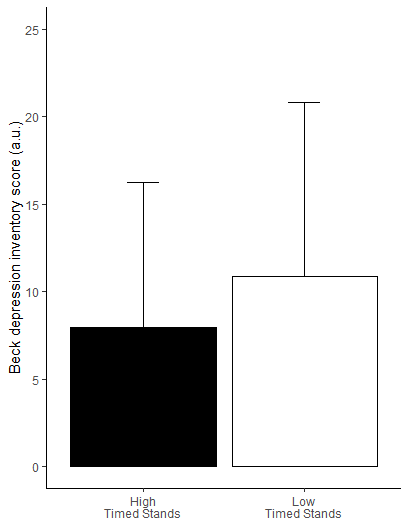 Beck depression inventory score (a.u.)
25
20
15
10
5
0
High
Timed Stands
Low
Timed Stands